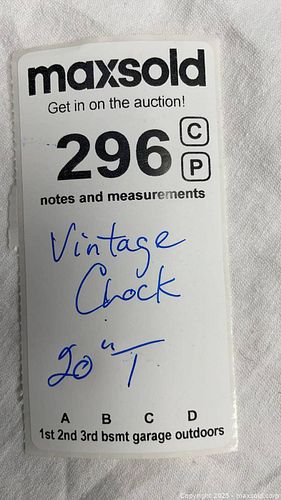 maxsold
Get in on the auction!
296 C
P
notes and measurements
Vintage
Clock
20" T
A B C D
1st 2nd 3rd bsmt garage outdoors
Copyright 2025 - maxsold.com